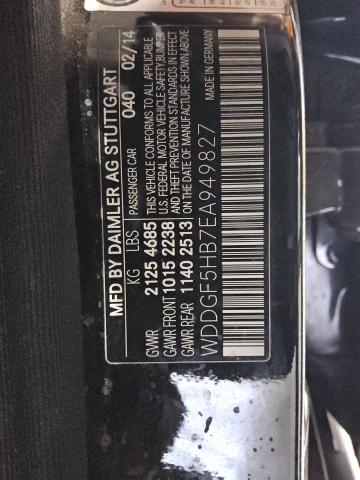 MFD BY DAIMLER AG STUTTGART
KG LBS PASSENGER CAR 040 02/14
GVWR 2125 4685 THIS VEHICLE CONFORMS TO ALL APPLICABLE
U.S. FEDERAL MOTOR VEHICLE SAFETY, BUMPER
GAWR FRONT 1015 2238 AND THEFT PREVENTION STANDARDS IN EFFECT
GAWR REAR 1140 2513 ON THE DATE OF MANUFACTURE SHOWN ABOVE
MADE IN GERMANY
WDDGF5HB7EA949827